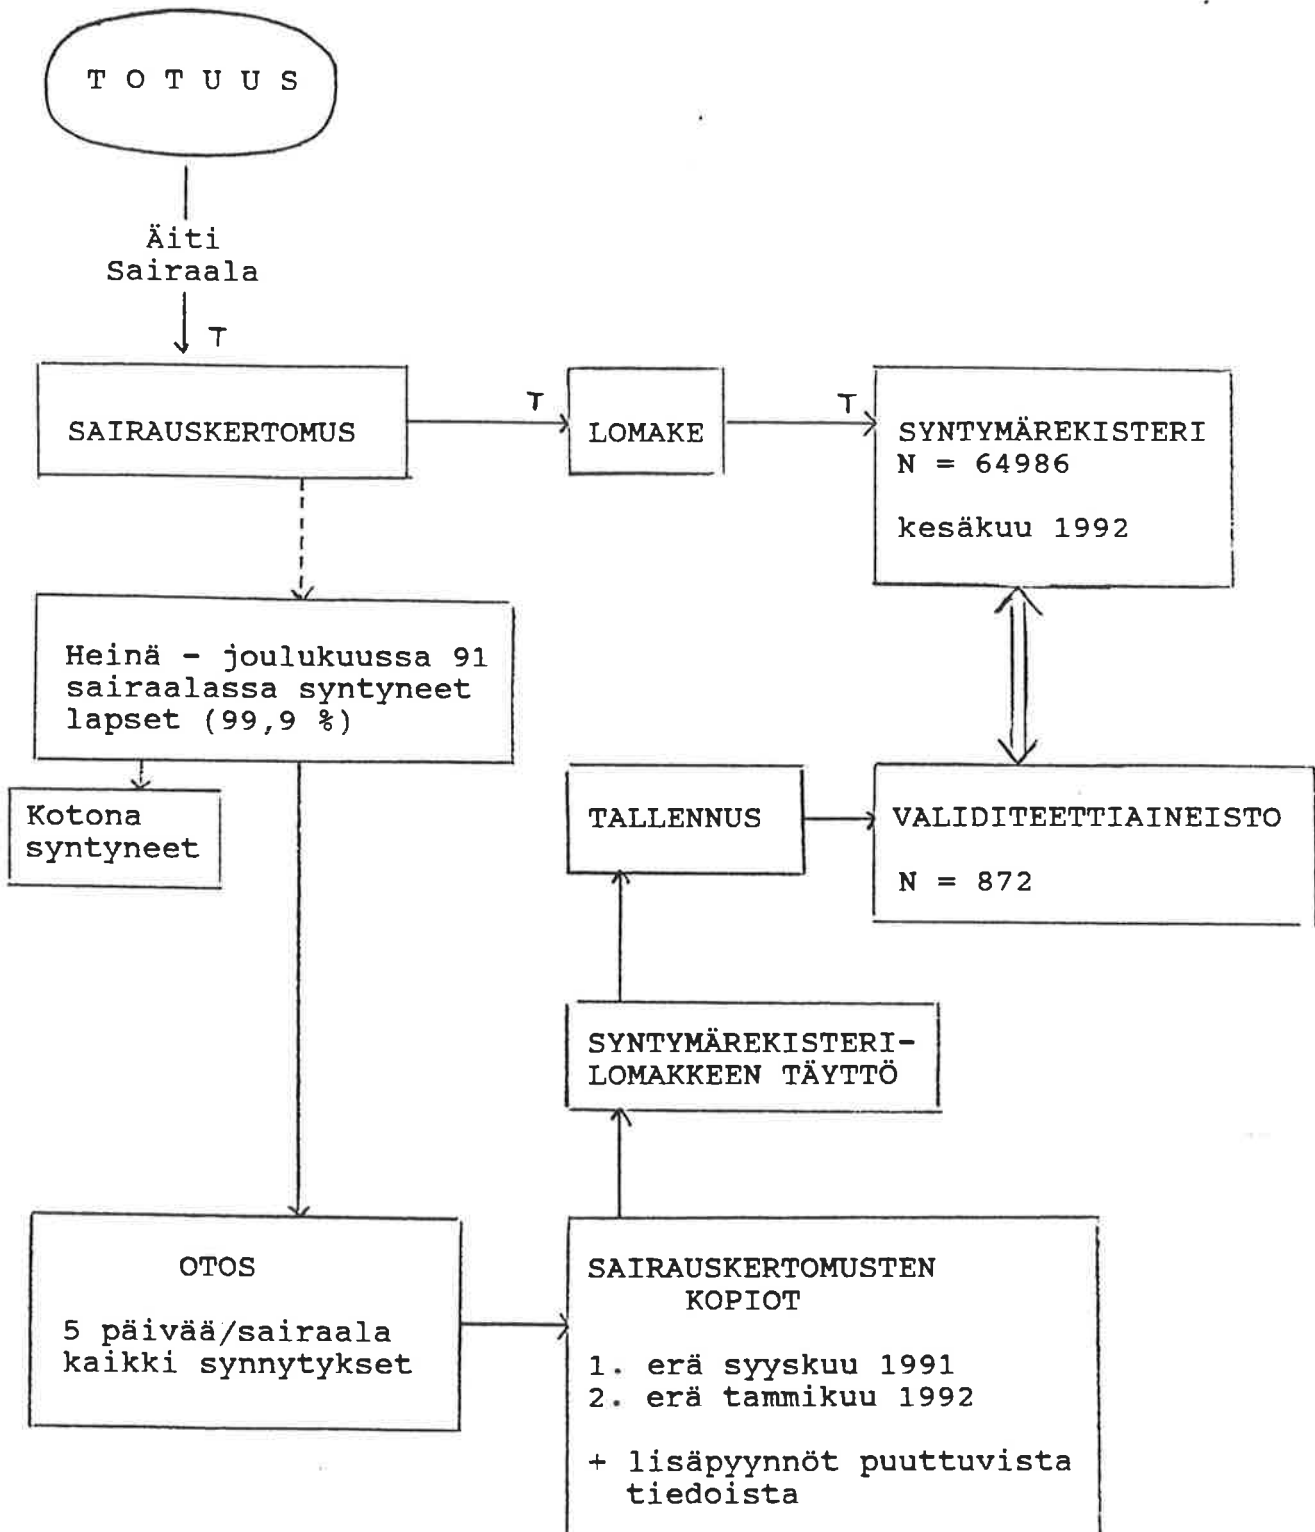 T O T U U S
Äiti
Sairaala
T
SAIRAUSKERTOMUS
T
LOMAKE
T
SYNTYMÄREKISTERI
N = 64986
kesäkuu 1992
Heinä - joulukuussa 91
sairaalassa syntyneet
lapset (99,9 %)
Kotona
syntyneet
TALLENNUS
VALIDITEETTIAINEISTO
N = 872
SYNTYMÄREKISTERI-
LOMAKKEEN TÄYTTÖ
OTOS
5 päivää/sairaala
kaikki synnytykset
SAIRAUSKERTOMUSTEN
KOPIOT
1. erä syyskuu 1991
2. erä tammikuu 1992
+ lisäpyynnöt puuttuvista
tiedoista